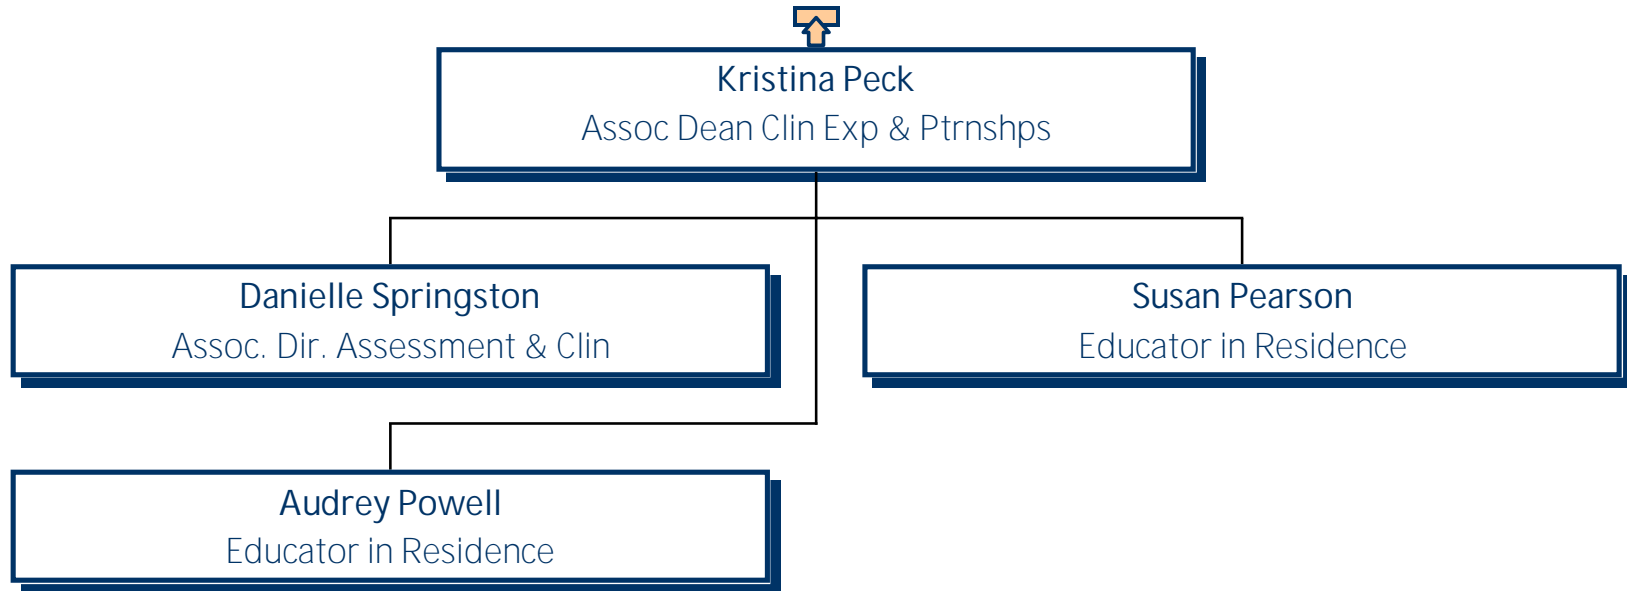 Kristina Peck
Assoc Dean Clin Exp & Ptrnshps
Danielle Springston
Assoc. Dir. Assessment & Clin
Susan Pearson
Educator in Residence
Audrey Powell
Educator in Residence